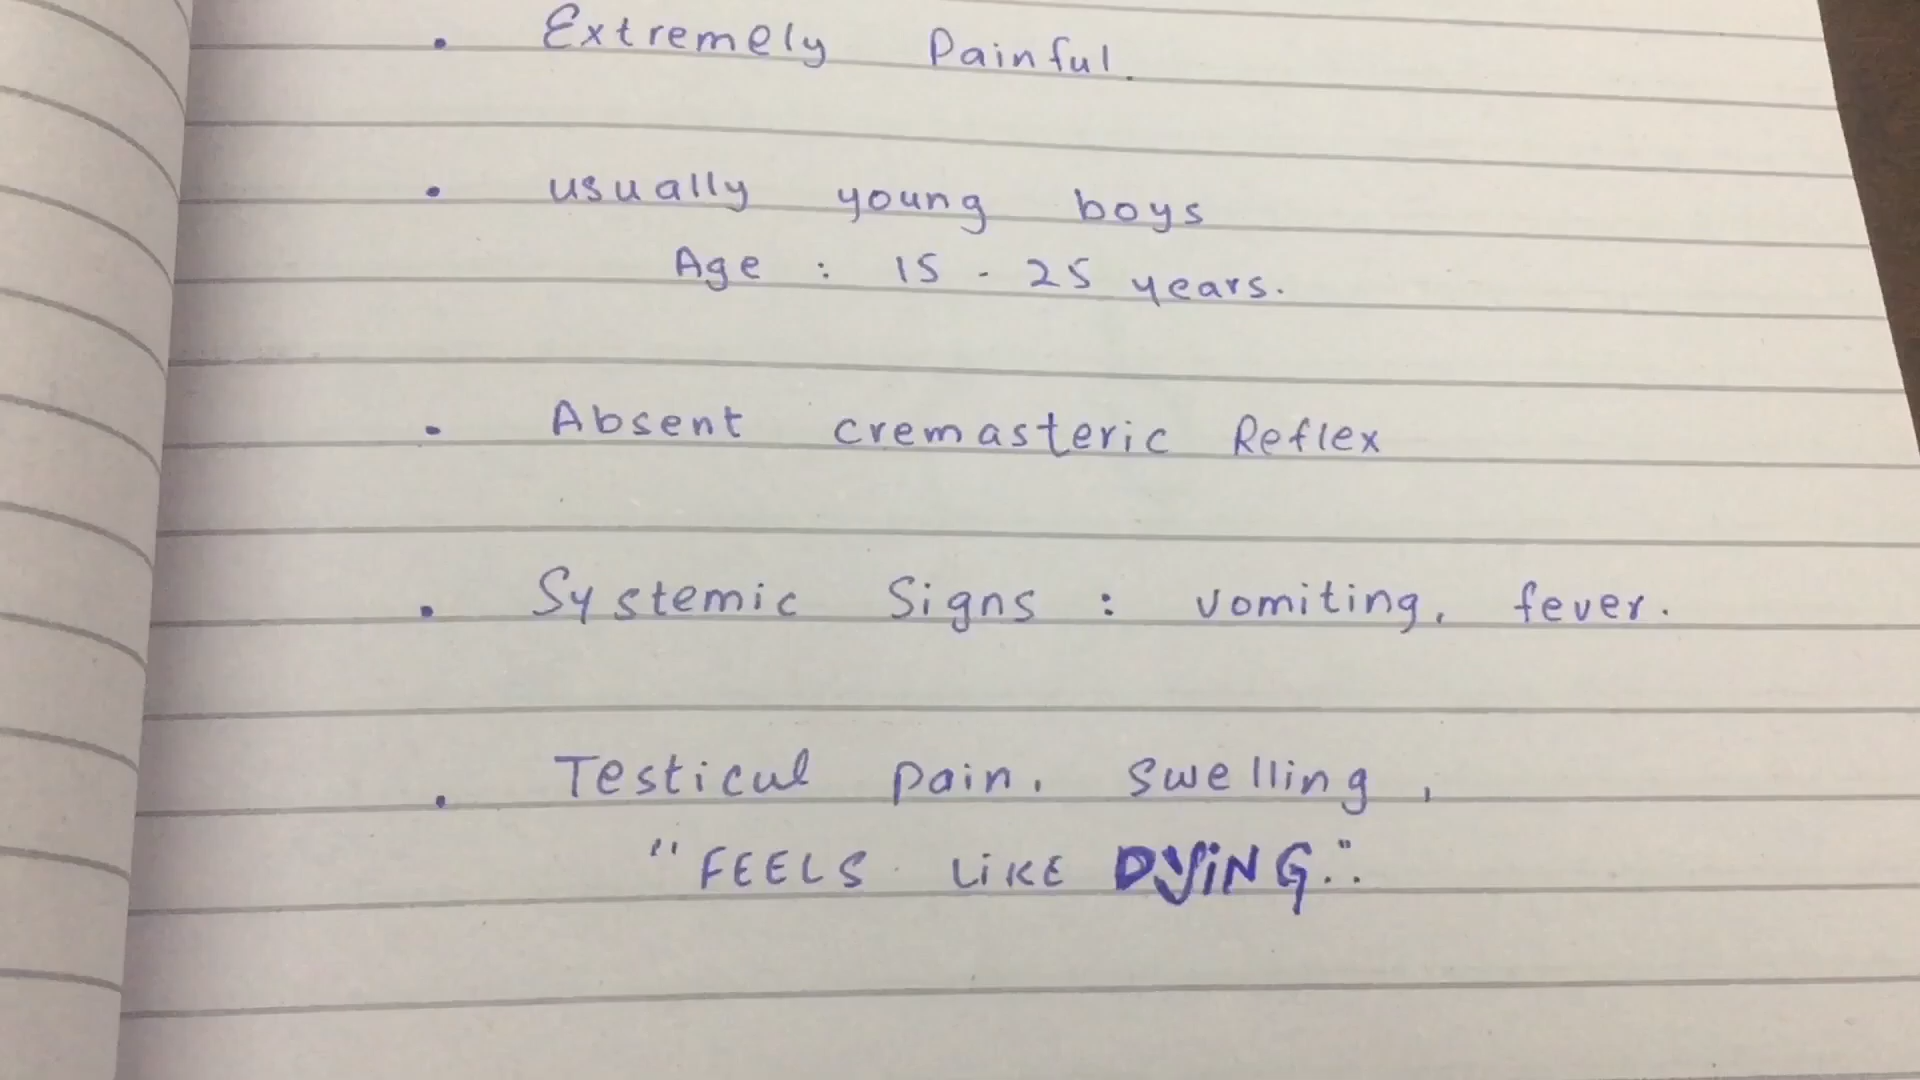 • Extremely Painful.
• usually young boys
Age : 15 - 25 years.
• Absent cremasteric Reflex
• Systemic Signs : vomiting, fever.
• Testicul pain, swelling,
"FEELS LiKE DYiNG."